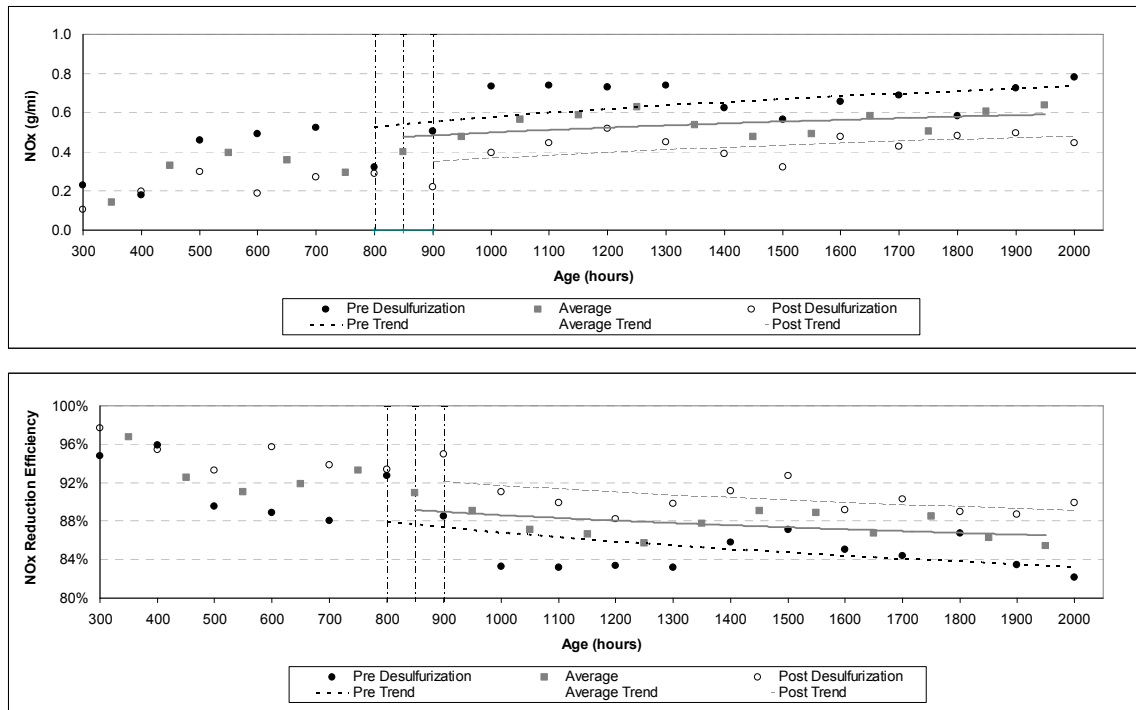 1.0
0.8
0.6
0.4
0.2
0.0
NOx (g/mi)
300 400 500 600 700 800 900 1000 1100 1200 1300 1400 1500 1600 1700 1800 1900 2000
Age (hours)
Pre Desulfurization Average Post Desulfurization
Pre Trend Average Trend Post Trend
100%
96%
92%
88%
84%
80%
NOx Reduction Efficiency
300 400 500 600 700 800 900 1000 1100 1200 1300 1400 1500 1600 1700 1800 1900 2000
Age (hours)
Pre Desulfurization Average Post Desulfurization
Pre Trend Average Trend Post Trend